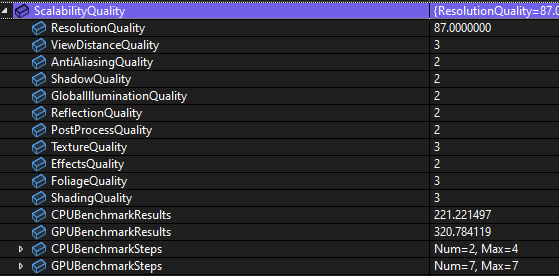 ScalabilityQuality {ResolutionQuality=87.0
ResolutionQuality 87.0000000
ViewDistanceQuality 3
AntiAliasingQuality 2
ShadowQuality 2
GlobalIlluminationQuality 2
ReflectionQuality 2
PostProcessQuality 2
TextureQuality 3
EffectsQuality 2
FoliageQuality 3
ShadingQuality 3
CPUBenchmarkResults 221.221497
GPUBenchmarkResults 320.784119
CPUBenchmarkSteps Num=2, Max=4
GPUBenchmarkSteps Num=7, Max=7